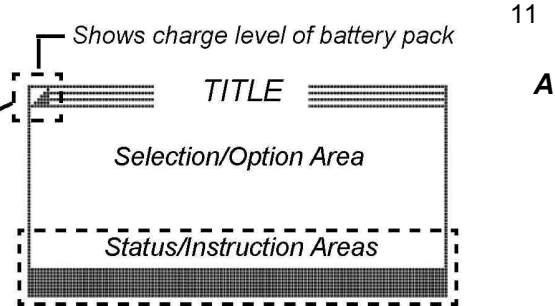 11
Shows charge level of battery pack
A
TITLE
Selection/Option Area
Status/Instruction Areas